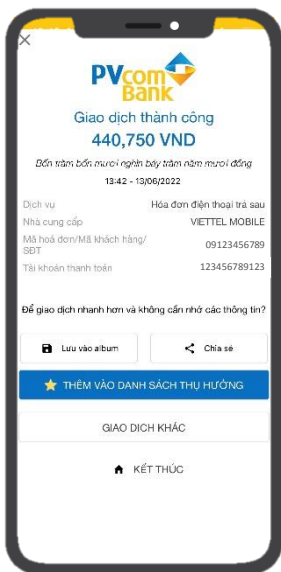 PVcom
Bank
Giao dịch thành công
440,750 VND
Bốn trăm bốn mươi nghìn bảy trăm năm mươi đồng
13:42 - 13/06/2022
Dịch vụ Hóa đơn điện thoại trả sau
Nhà cung cấp VIETTEL MOBILE
Mã hoá đơn/Mã khách hàng/
SĐT 09123456789
Tài khoản thanh toán 123456789123
Để giao dịch nhanh hơn và không cần nhớ các thông tin?
Lưu vào album Chia sẻ
THÊM VÀO DANH SÁCH THỤ HƯỞNG
GIAO DỊCH KHÁC
KẾT THÚC